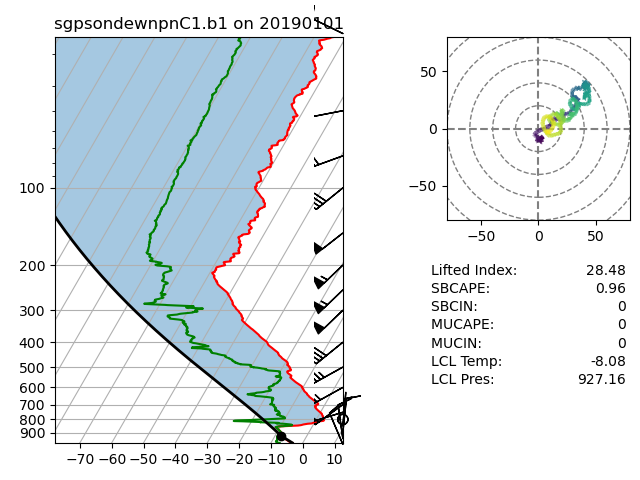 sgpsondewnpnC1.b1 on 20190101
100
200
300
400
500
600
700
800
900
−70 −60 −50 −40 −30 −20 −10 0 10
50
0
−50
−50 0 50
Lifted Index: 28.48
SBCAPE: 0.96
SBCIN: 0
MUCAPE: 0
MUCIN: 0
LCL Temp: -8.08
LCL Pres: 927.16